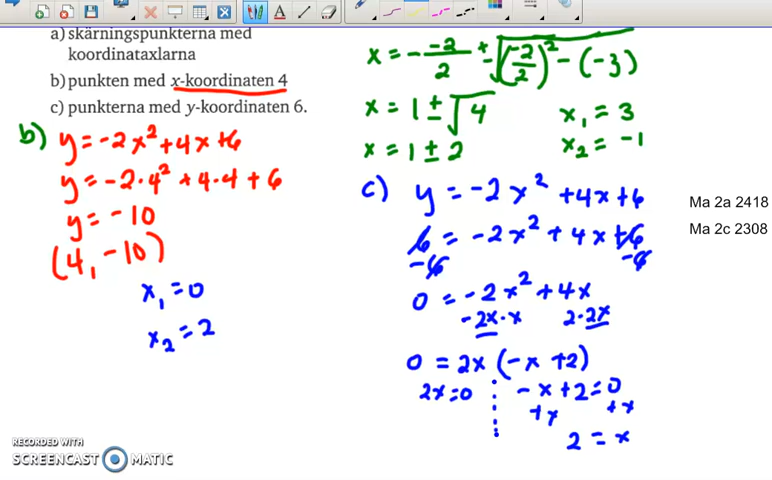 a) skärningspunkterna med
koordinataxlarna
b) punkten med x-koordinaten 4
c) punkterna med y-koordinaten 6.
b) y = -2x² + 4x + 6
y = -2·4² + 4·4 + 6
y = -10
(4, -10)
x₁ = 0
x₂ = 2
x = - -2/2 ± √((-2/2)² - (-3))
x = 1 ± √4
x₁ = 3
x = 1 ± 2
x₂ = -1
c) y = -2x² + 4x + 6
6 = -2x² + 4x + 6
-6 -6
0 = -2x² + 4x
-2x·x 2·2x
0 = 2x (-x + 2)
2x = 0 -x + 2 = 0
+x +x
2 = x
Ma 2a 2418
Ma 2c 2308
RECORDED WITH
SCREENCAST MATIC